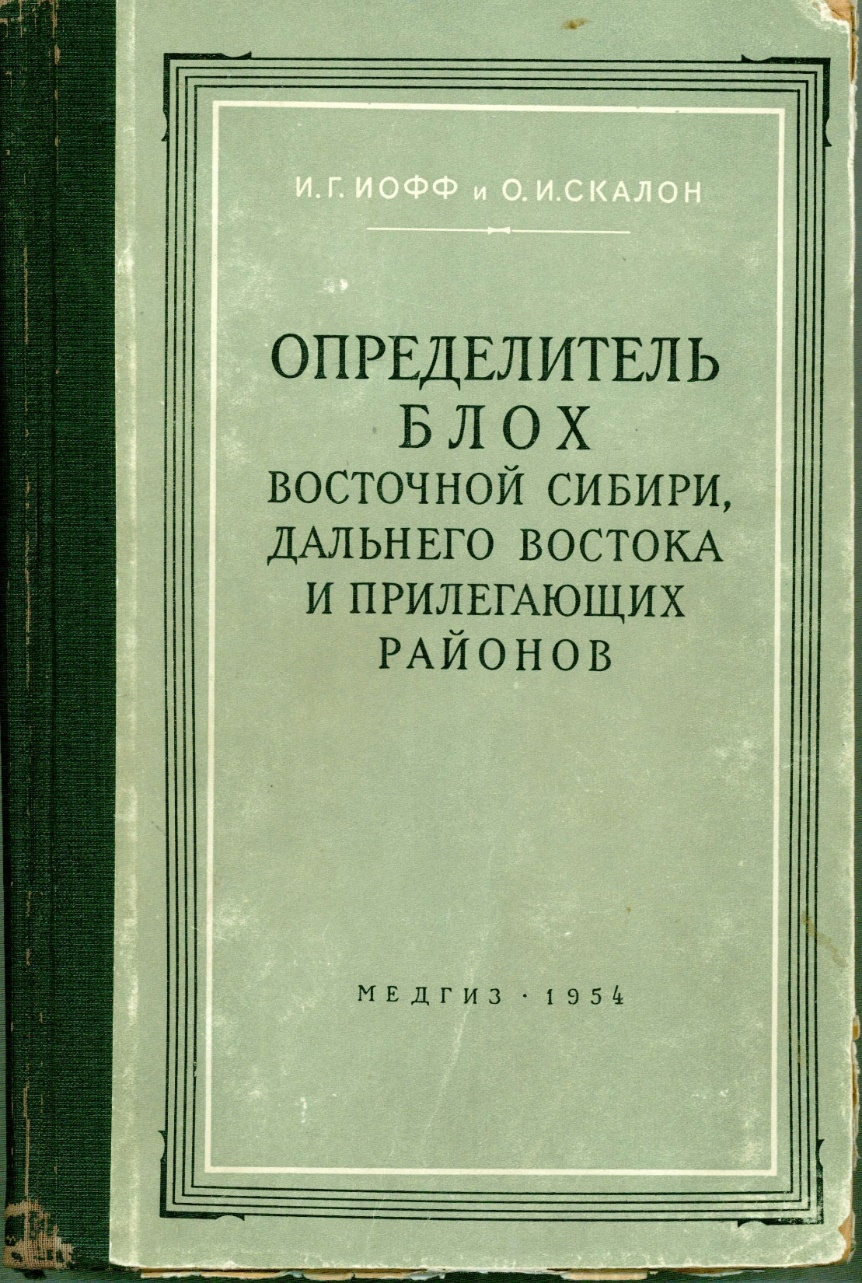 И. Г. ИОФФ и О. И. СКАЛОН
ОПРЕДЕЛИТЕЛЬ
БЛОХ
ВОСТОЧНОЙ СИБИРИ,
ДАЛЬНЕГО ВОСТОКА
И ПРИЛЕГАЮЩИХ
РАЙОНОВ
МЕДГИЗ · 1954